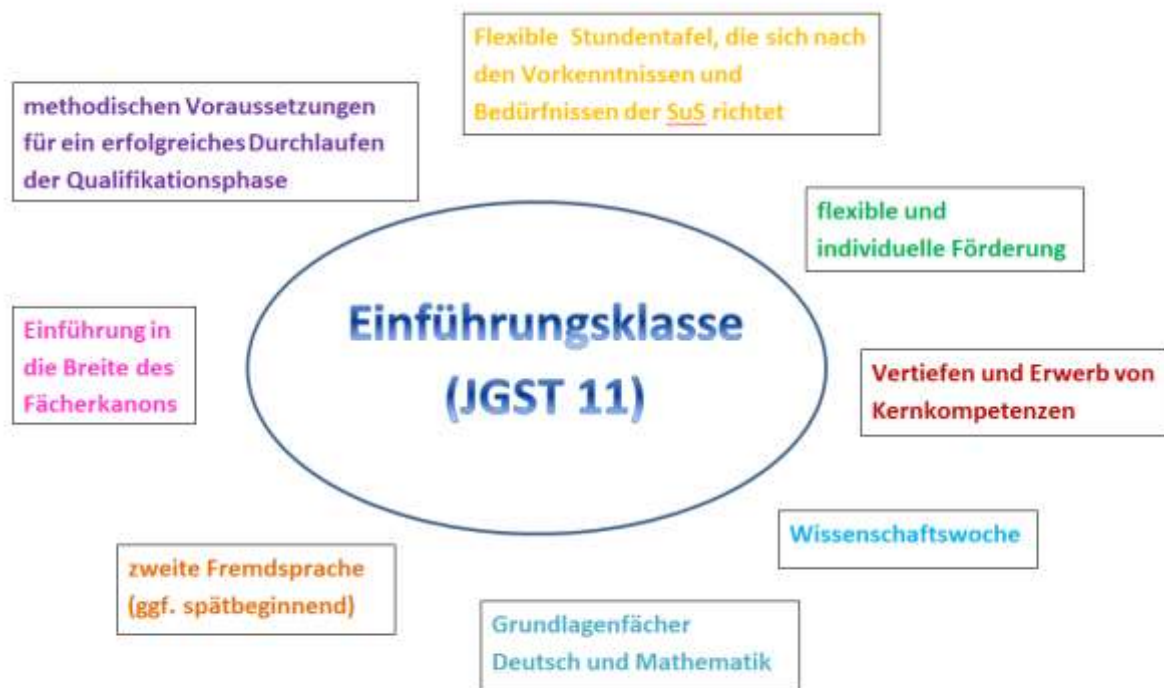 Flexible Stundentafel, die sich nach
den Vorkenntnissen und
Bedürfnissen der SuS richtet
methodischen Voraussetzungen
für ein erfolgreiches Durchlaufen
der Qualifikationsphase
flexible und
individuelle Förderung
Einführungsklasse
(JGST 11)
Einführung in
die Breite des
Fächerkanons
Vertiefen und Erwerb von
Kernkompetenzen
Wissenschaftswoche
zweite Fremdsprache
(ggf. spätbeginnend)
Grundlagenfächer
Deutsch und Mathematik